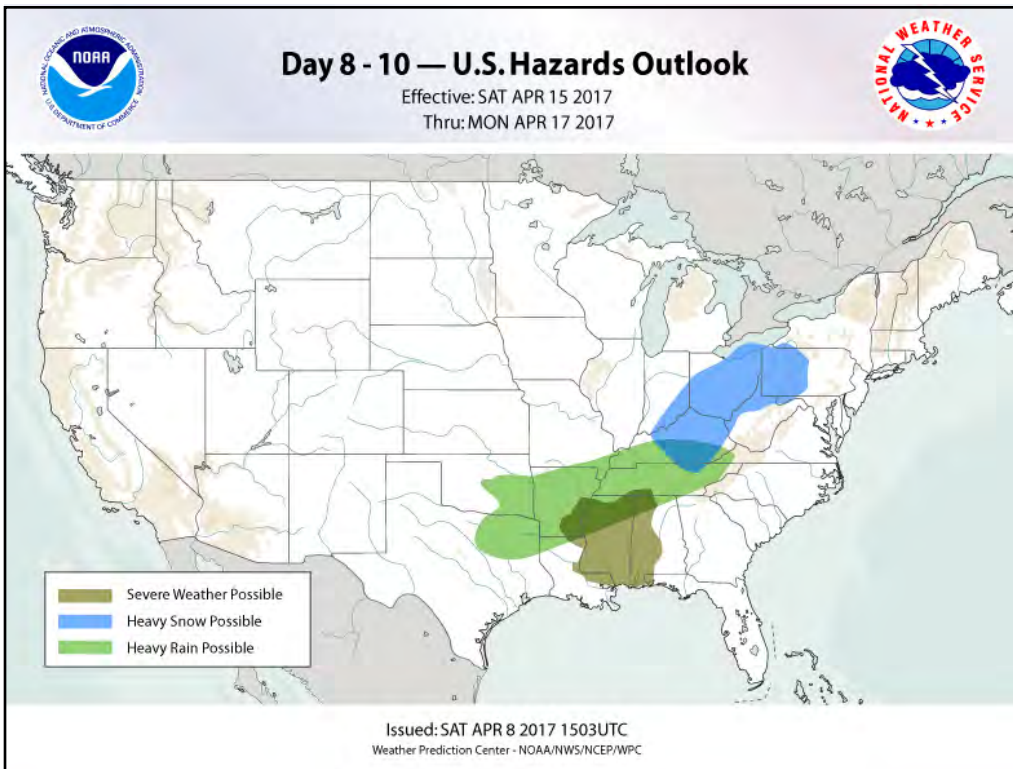 NATIONAL OCEANIC AND ATMOSPHERIC ADMINISTRATION
NOAA
U.S. DEPARTMENT OF COMMERCE
Day 8 - 10 — U.S. Hazards Outlook
Effective: SAT APR 15 2017
Thru: MON APR 17 2017
NATIONAL WEATHER SERVICE
Severe Weather Possible
Heavy Snow Possible
Heavy Rain Possible
Issued: SAT APR 8 2017 1503UTC
Weather Prediction Center - NOAA/NWS/NCEP/WPC